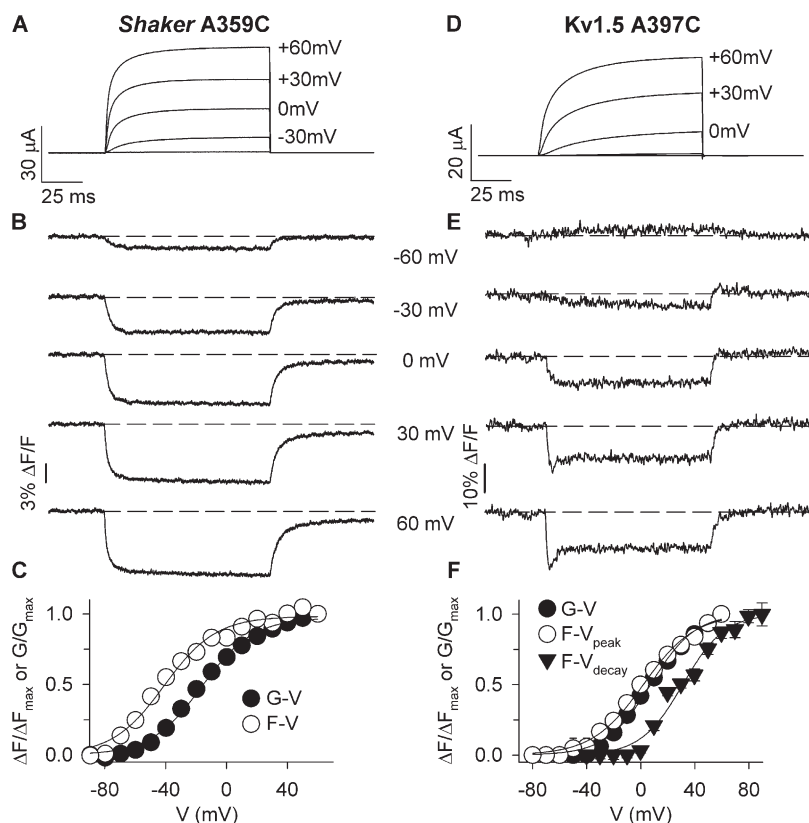 A
Shaker A359C
+60mV
+30mV
0mV
-30mV
30 µA
25 ms
D
Kv1.5 A397C
+60mV
+30mV
0mV
20 µA
25 ms
B
E
-60 mV
-30 mV
0 mV
30 mV
60 mV
3% ΔF/F
10% ΔF/F
C
ΔF/ΔFmax or G/Gmax
1.0
0.5
0.0
G-V
F-V
-80
-40
0
40
V (mV)
F
ΔF/ΔFmax or G/Gmax
1.0
0.5
0.0
G-V
F-Vpeak
F-Vdecay
-80
-40
0
40
80
V (mV)